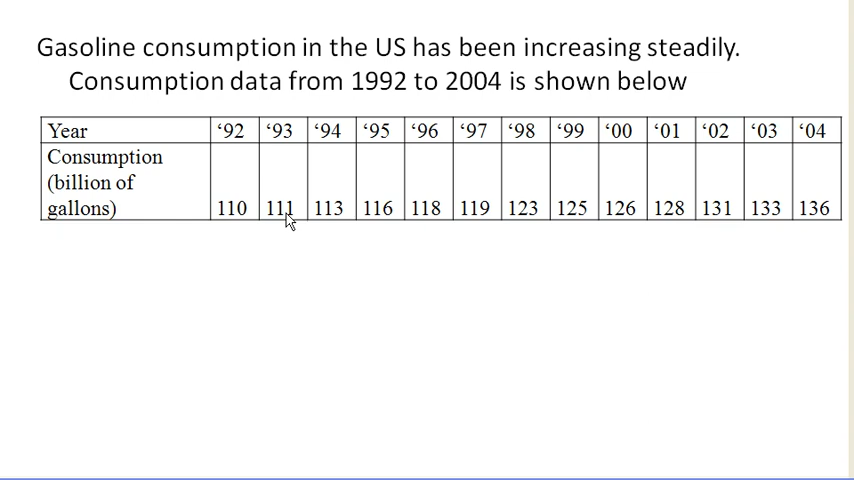 Gasoline consumption in the US has been increasing steadily.
Consumption data from 1992 to 2004 is shown below
Year ‘92 ‘93 ‘94 ‘95 ‘96 ‘97 ‘98 ‘99 ‘00 ‘01 ‘02 ‘03 ‘04
Consumption
(billion of
gallons) 110 111 113 116 118 119 123 125 126 128 131 133 136